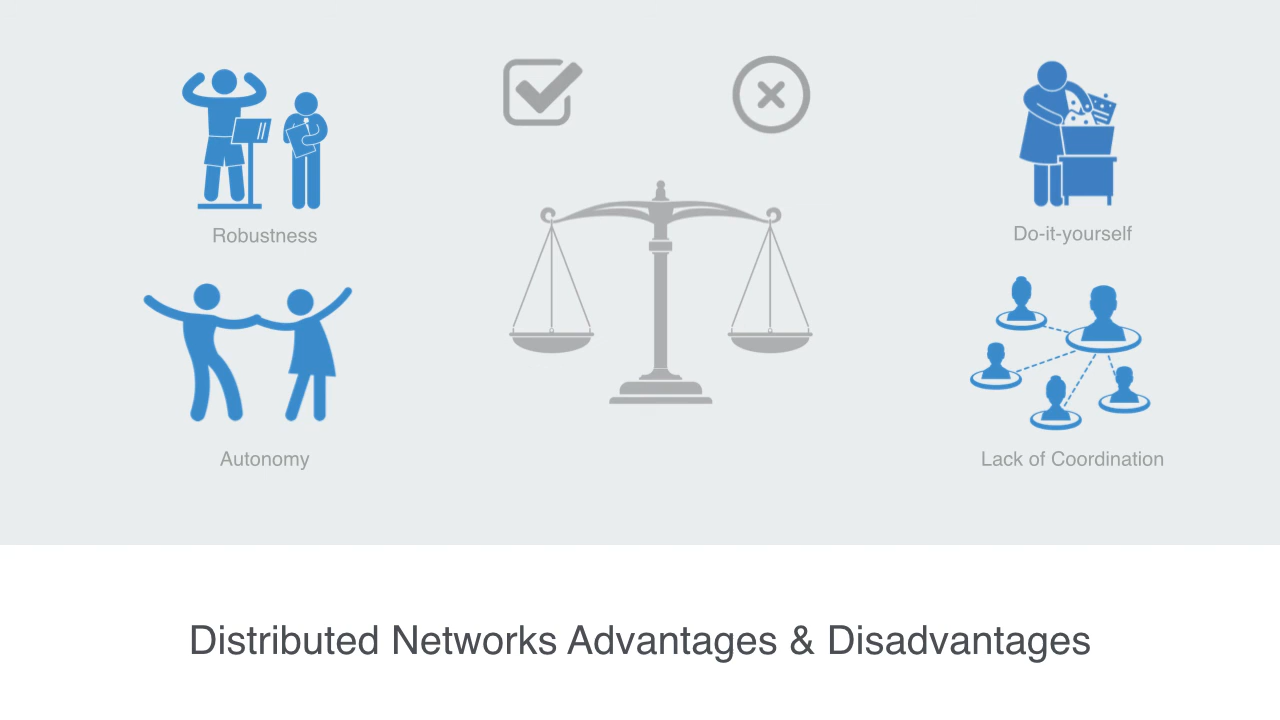 Robustness
Do-it-yourself
Autonomy
Lack of Coordination
Distributed Networks Advantages & Disadvantages